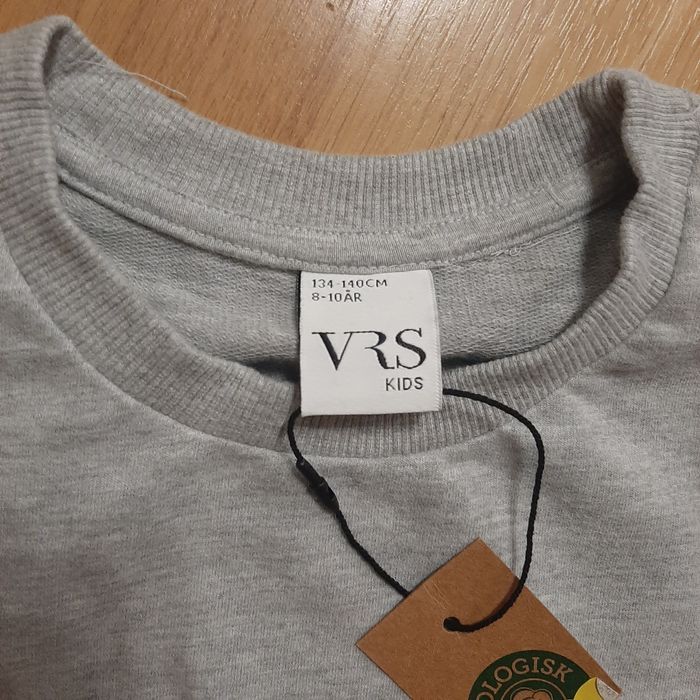 134-140CM
8-10ÅR
VRS
KIDS
OLOGISK